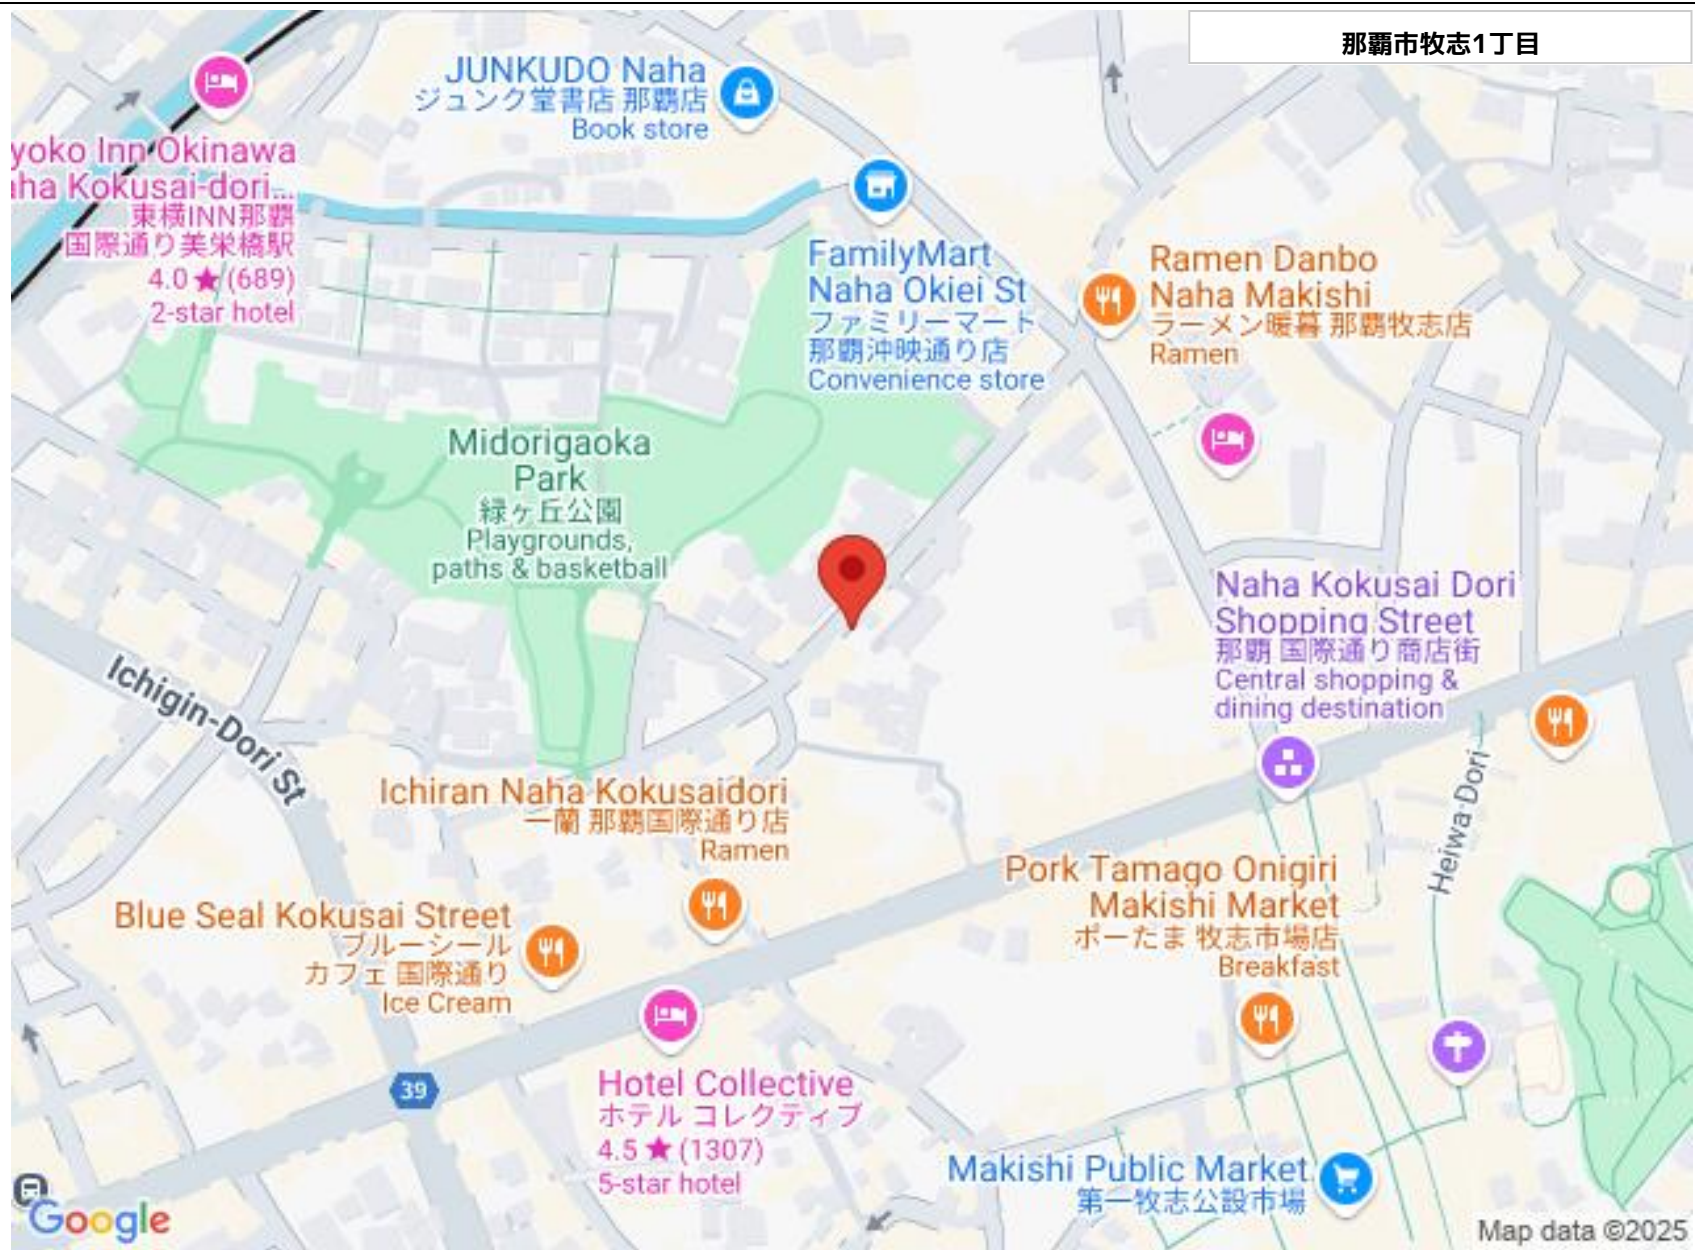 那覇市牧志1丁目
JUNKUDO Naha
ジュンク堂書店 那覇店
Book store
yoko Inn Okinawa
aha Kokusai-dori...
東横INN那覇
国際通り美栄橋駅
4.0 ★ (689)
2-star hotel
FamilyMart
Naha Okiei St
ファミリーマート
那覇沖映通り店
Convenience store
Ramen Danbo
Naha Makishi
ラーメン暖暮 那覇牧志店
Ramen
Midorigaoka
Park
緑ヶ丘公園
Playgrounds,
paths & basketball
Naha Kokusai Dori
Shopping Street
那覇 国際通り商店街
Central shopping &
dining destination
Ichigin-Dori St
Heiwa-Dori
Ichiran Naha Kokusaidori
一蘭 那覇国際通り店
Ramen
Blue Seal Kokusai Street
ブルーシール
カフェ 国際通り
Ice Cream
Pork Tamago Onigiri
Makishi Market
ポーたま 牧志市場店
Breakfast
39
Hotel Collective
ホテル コレクティブ
4.5 ★ (1307)
5-star hotel
Makishi Public Market
第一牧志公設市場
Google
Map data ©2025